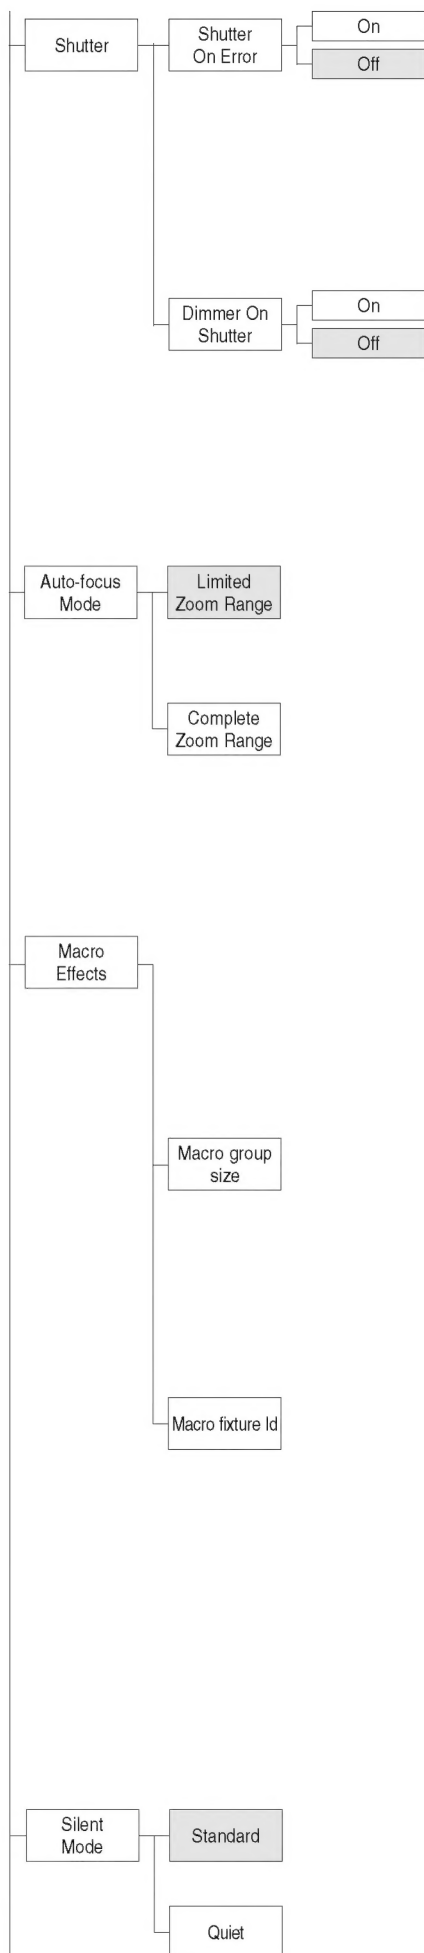 Shutter
Shutter
On Error
On
Off
Dimmer On
Shutter
On
Off
Auto-focus
Mode
Limited
Zoom Range
Complete
Zoom Range
Macro
Effects
Macro group
size
Macro fixture Id
Silent
Mode
Standard
Quiet